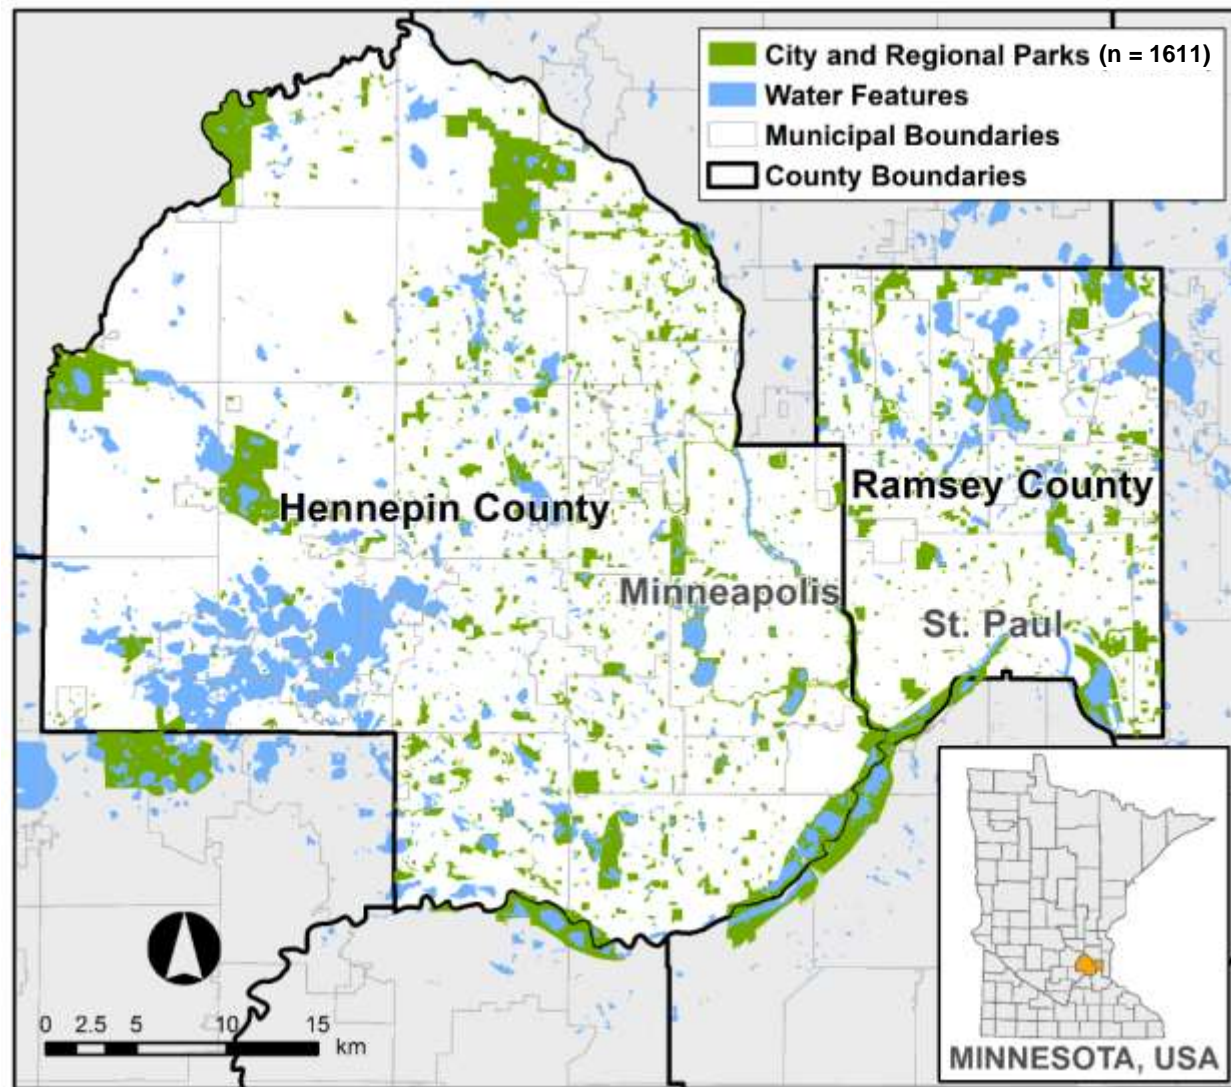 City and Regional Parks (n = 1611)
Water Features
Municipal Boundaries
County Boundaries
Ramsey County
Hennepin County
Minneapolis
St. Paul
0 2.5 5 10 15
km
MINNESOTA, USA